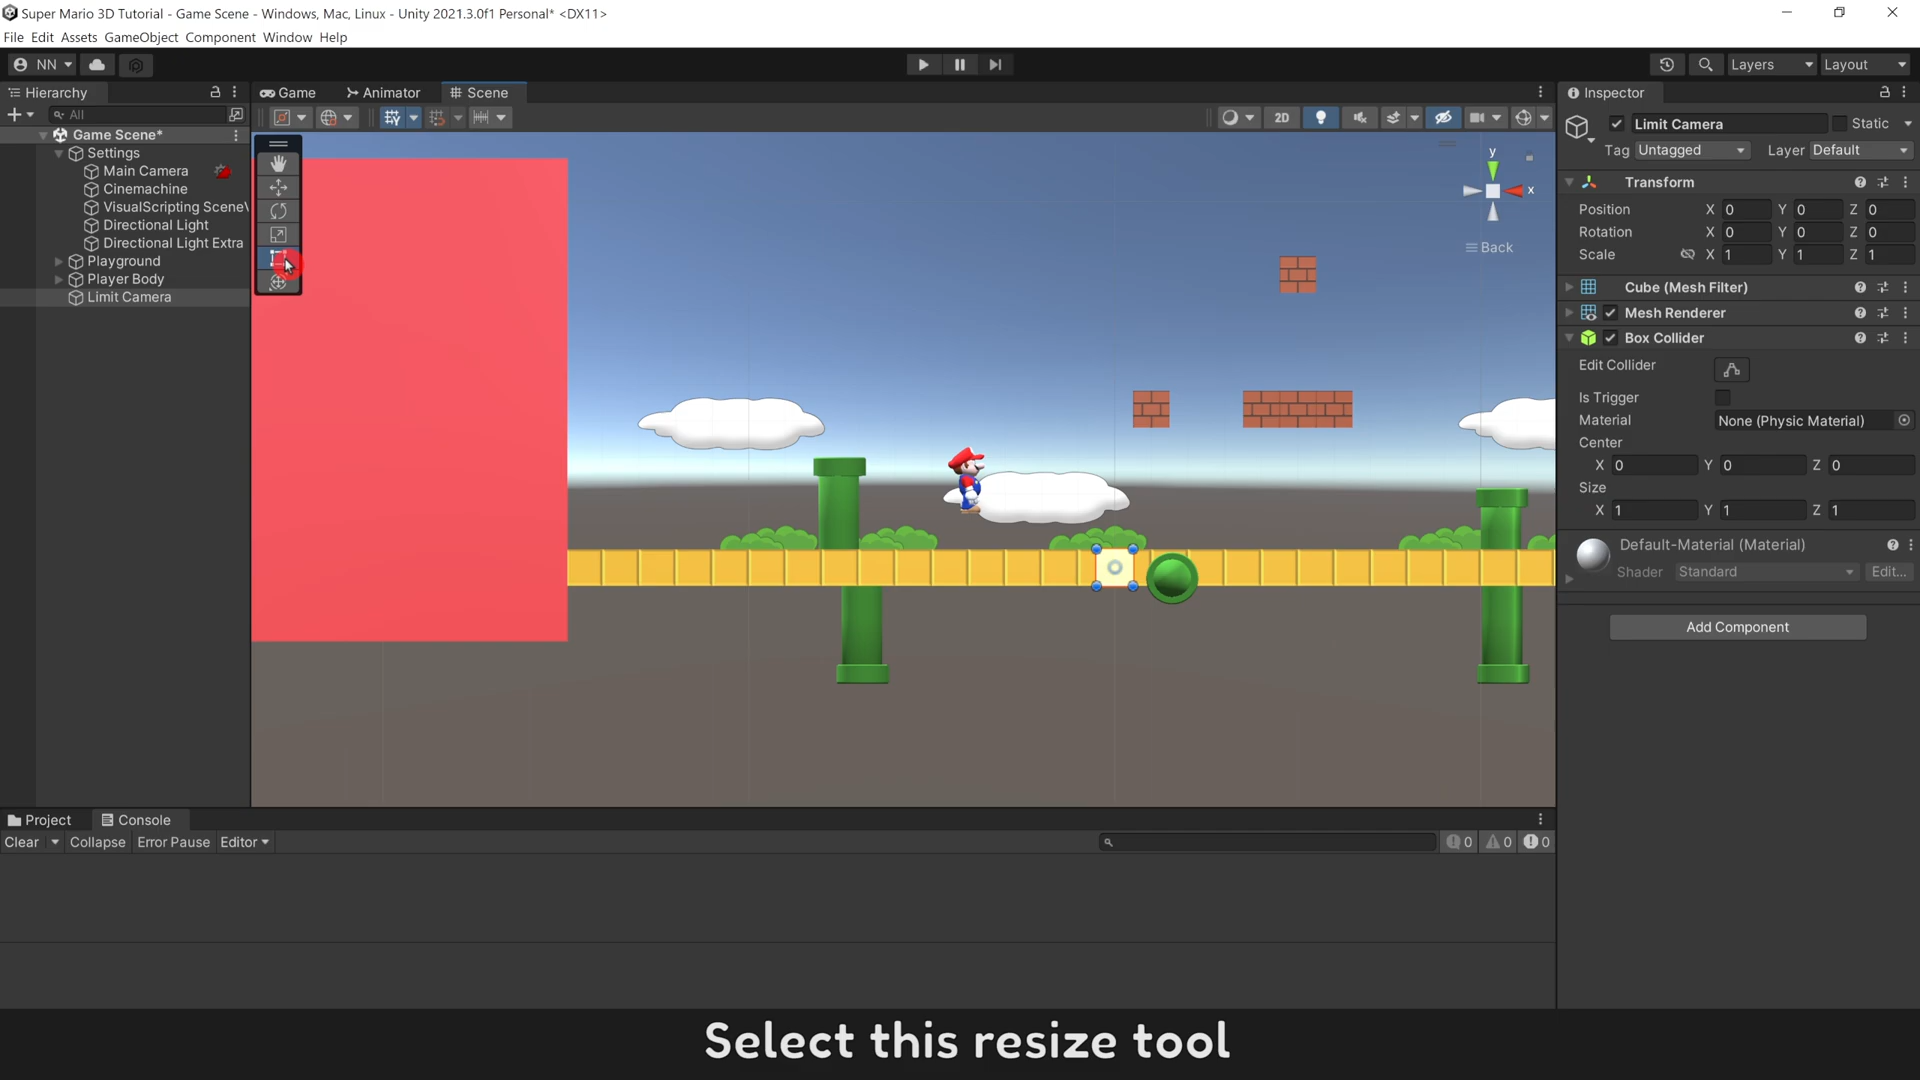 Super Mario 3D Tutorial - Game Scene - Windows, Mac, Linux - Unity 2021.3.0f1 Personal* <DX11>
File Edit Assets GameObject Component Window Help
NN
Layers
Layout
Hierarchy
All
Game Scene*
Settings
Main Camera
Cinemachine
VisualScripting Scene
Directional Light
Directional Light Extra
Playground
Player Body
Limit Camera
Game
Animator
Scene
2D
y
x
Back
Inspector
Limit Camera
Static
Tag Untagged Layer Default
Transform
Position X 0 Y 0 Z 0
Rotation X 0 Y 0 Z 0
Scale X 1 Y 1 Z 1
Cube (Mesh Filter)
Mesh Renderer
Box Collider
Edit Collider
Is Trigger
Material None (Physic Material)
Center
X 0 Y 0 Z 0
Size
X 1 Y 1 Z 1
Default-Material (Material)
Shader Standard Edit...
Add Component
Project
Console
Clear Collapse Error Pause Editor
0 0 0
Select this resize tool